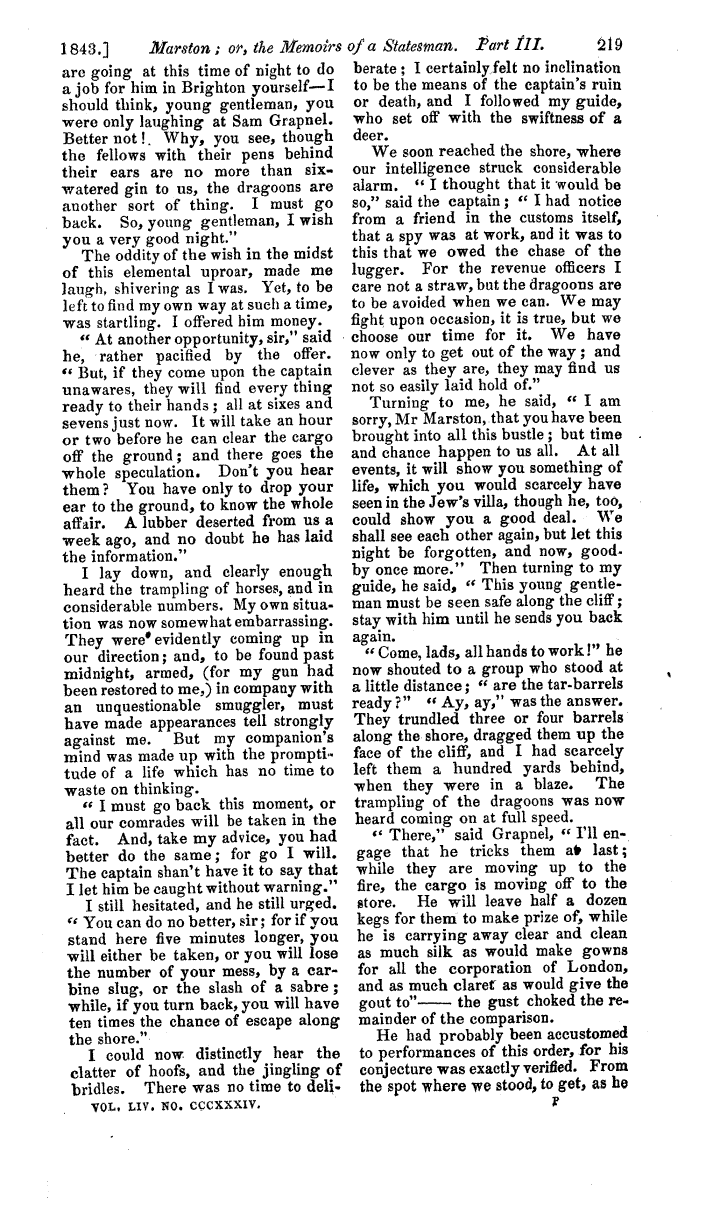 1843.] Marston; or, the Memoirs of a Statesman. Part III. 219
are going at this time of night to do
a job for him in Brighton yourself—I
should think, young gentleman, you
were only laughing at Sam Grapnel.
Better not! Why, you see, though
the fellows with their pens behind
their ears are no more than six-
watered gin to us, the dragoons are
another sort of thing. I must go
back. So, young gentleman, I wish
you a very good night."
The oddity of the wish in the midst
of this elemental uproar, made me
laugh, shivering as I was. Yet, to be
left to find my own way at such a time,
was startling. I offered him money.
"At another opportunity, sir," said
he, rather pacified by the offer.
"But, if they come upon the captain
unawares, they will find every thing
ready to their hands; all at sixes and
sevens just now. It will take an hour
or two before he can clear the cargo
off the ground; and there goes the
whole speculation. Don't you hear
them? You have only to drop your
ear to the ground, to know the whole
affair. A lubber deserted from us a
week ago, and no doubt he has laid
the information."
I lay down, and clearly enough
heard the trampling of horses, and in
considerable numbers. My own situa-
tion was now somewhat embarrassing.
They were evidently coming up in
our direction; and, to be found past
midnight, armed, (for my gun had
been restored to me,) in company with
an unquestionable smuggler, must
have made appearances tell strongly
against me. But my companion's
mind was made up with the prompti-
tude of a life which has no time to
waste on thinking.
"I must go back this moment, or
all our comrades will be taken in the
fact. And, take my advice, you had
better do the same; for go I will.
The captain shan't have it to say that
I let him be caught without warning."
I still hesitated, and he still urged.
"You can do no better, sir; for if you
stand here five minutes longer, you
will either be taken, or you will lose
the number of your mess, by a car-
bine slug, or the slash of a sabre;
while, if you turn back, you will have
ten times the chance of escape along
the shore."
I could now distinctly hear the
clatter of hoofs, and the jingling of
bridles. There was no time to deli-
VOL. LIV. NO. CCCXXXIV.
berate; I certainly felt no inclination
to be the means of the captain's ruin
or death, and I followed my guide,
who set off with the swiftness of a
deer.
We soon reached the shore, where
our intelligence struck considerable
alarm. "I thought that it would be
so," said the captain; "I had notice
from a friend in the customs itself,
that a spy was at work, and it was to
this that we owed the chase of the
lugger. For the revenue officers I
care not a straw, but the dragoons are
to be avoided when we can. We may
fight upon occasion, it is true, but we
choose our time for it. We have
now only to get out of the way; and
clever as they are, they may find us
not so easily laid hold of."
Turning to me, he said, "I am
sorry, Mr Marston, that you have been
brought into all this bustle; but time
and chance happen to us all. At all
events, it will show you something of
life, which you would scarcely have
seen in the Jew's villa, though he, too,
could show you a good deal. We
shall see each other again, but let this
night be forgotten, and now, good-
by once more." Then turning to my
guide, he said, "This young gentle-
man must be seen safe along the cliff;
stay with him until he sends you back
again.
"Come, lads, all hands to work!" he
now shouted to a group who stood at
a little distance; "are the tar-barrels
ready?" "Ay, ay," was the answer.
They trundled three or four barrels
along the shore, dragged them up the
face of the cliff, and I had scarcely
left them a hundred yards behind,
when they were in a blaze. The
trampling of the dragoons was now
heard coming on at full speed.
"There," said Grapnel, "I'll en-
gage that he tricks them at last;
while they are moving up to the
fire, the cargo is moving off to the
store. He will leave half a dozen
kegs for them to make prize of, while
he is carrying away clear and clean
as much silk as would make gowns
for all the corporation of London,
and as much claret as would give the
gout to"—— the gust choked the re-
mainder of the comparison.
He had probably been accustomed
to performances of this order, for his
conjecture was exactly verified. From
the spot where we stood, to get, as he
P